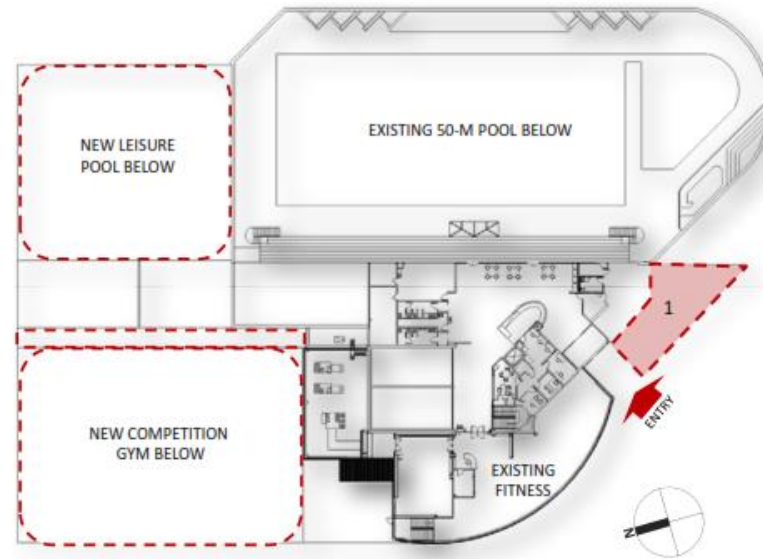 NEW LEISURE
POOL BELOW
EXISTING 50-M POOL BELOW
1
ENTRY
NEW COMPETITION
GYM BELOW
EXISTING
FITNESS
N